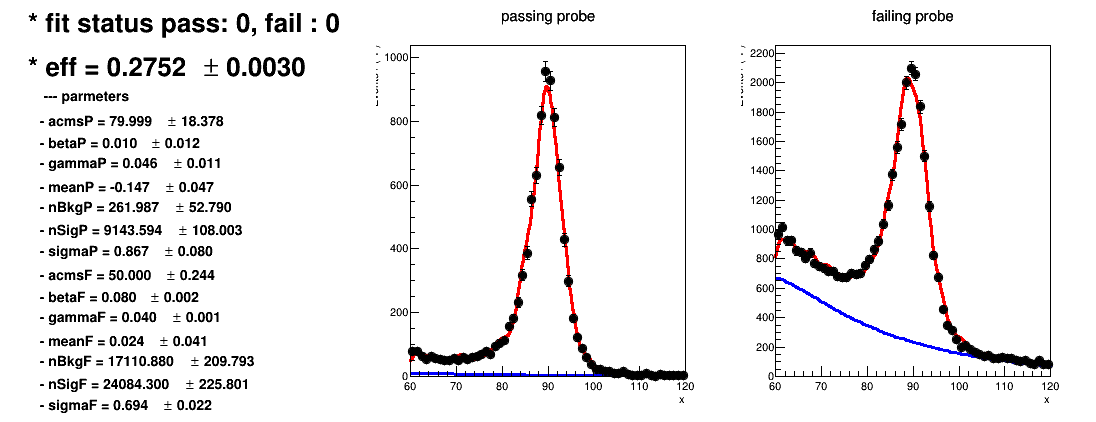 * fit status pass: 0, fail : 0
* eff = 0.2752 ± 0.0030
--- parmeters
- acmsP = 79.999 ± 18.378
- betaP = 0.010 ± 0.012
- gammaP = 0.046 ± 0.011
- meanP = -0.147 ± 0.047
- nBkgP = 261.987 ± 52.790
- nSigP = 9143.594 ± 108.003
- sigmaP = 0.867 ± 0.080
- acmsF = 50.000 ± 0.244
- betaF = 0.080 ± 0.002
- gammaF = 0.040 ± 0.001
- meanF = 0.024 ± 0.041
- nBkgF = 17110.880 ± 209.793
- nSigF = 24084.300 ± 225.801
- sigmaF = 0.694 ± 0.022
passing probe
1000
800
600
400
200
0
60 70 80 90 100 110 120
x
failing probe
2200
2000
1800
1600
1400
1200
1000
800
600
400
200
0
60 70 80 90 100 110 120
x